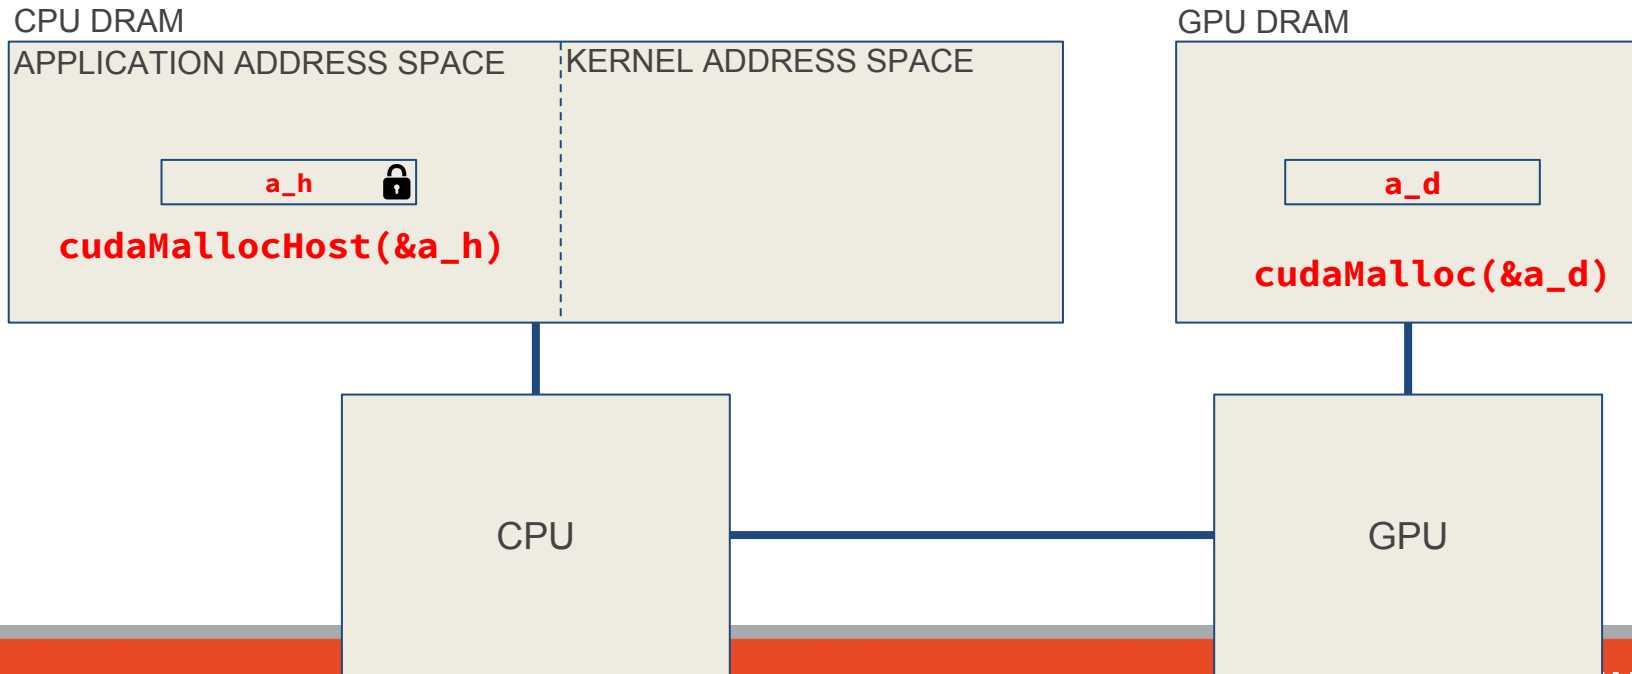 CPU DRAM
GPU DRAM
APPLICATION ADDRESS SPACE
KERNEL ADDRESS SPACE
a_h
a_d
cudaMallocHost(&a_h)
cudaMalloc(&a_d)
CPU
GPU